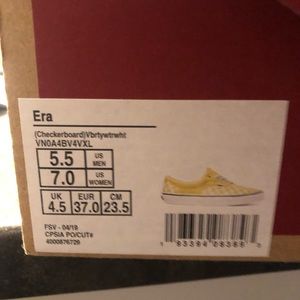 Era
(Checkerboard)Vbrtywtrwht
VN0A4BV4VXL
5.5 US MEN
7.0 US WOMEN
UK EUR CM
4.5 37.0 23.5
FSV - 04/19
CPSIA PO/CUT#
4000876729